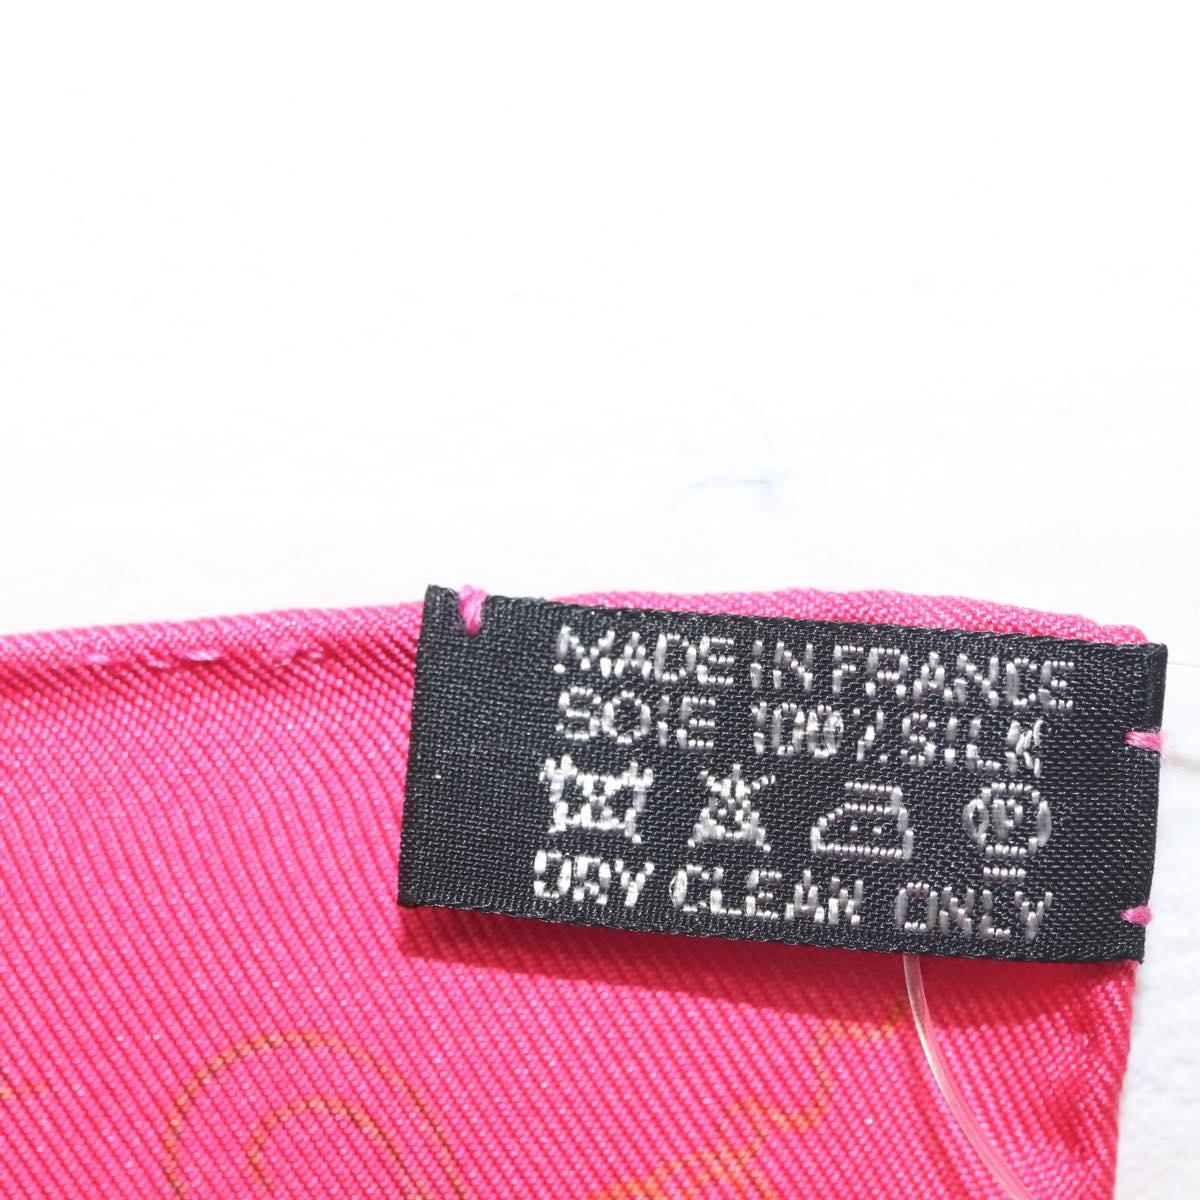 MADE IN FRANCE
SOIE 100% SILK
DRY CLEAN ONLY